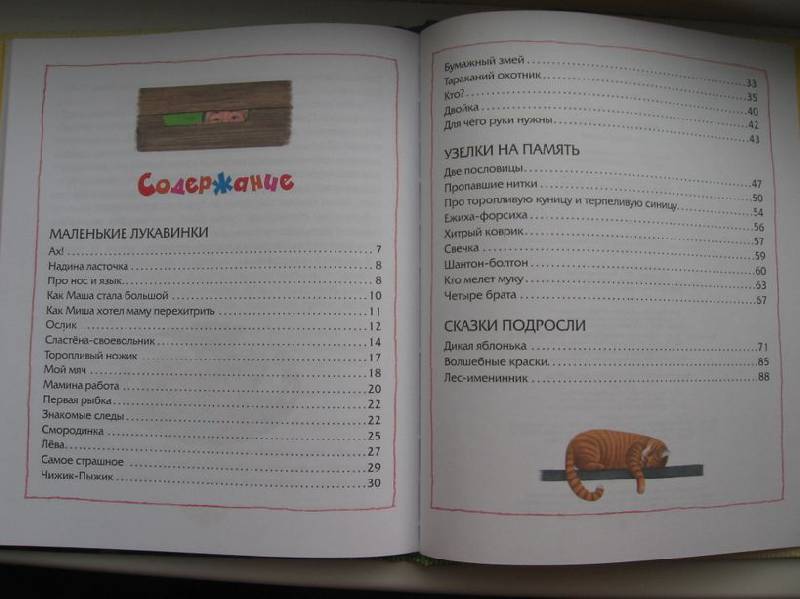 Содержание
МАЛЕНЬКИЕ ЛУКАВИНКИ
Ах! 7
Надина ласточка 8
Про нос и язык 8
Как Маша стала большой 10
Как Миша хотел маму перехитрить 11
Ослик 12
Сластёна-своевольник 14
Торопливый ножик 17
Мой мяч 18
Мамина работа 20
Первая рыбка 22
Знакомые следы 22
Смородинка 25
Лёва 27
Самое страшное 29
Чижик-Пыжик 30
Бумажный змей 33
Тараканий охотник 35
Кто? 40
Двойка 42
Для чего руки нужны 43
УЗЕЛКИ НА ПАМЯТЬ
Две пословицы 47
Пропавшие нитки 50
Про торопливую куницу и терпеливую синицу 54
Ежиха-форсиха 56
Хитрый коврик 57
Свечка 59
Шантон-болтон 60
Кто мелет муку 63
Четыре брата 67
СКАЗКИ ПОДРОСЛИ
Дикая яблонька 71
Волшебные краски 85
Лес-именинник 88